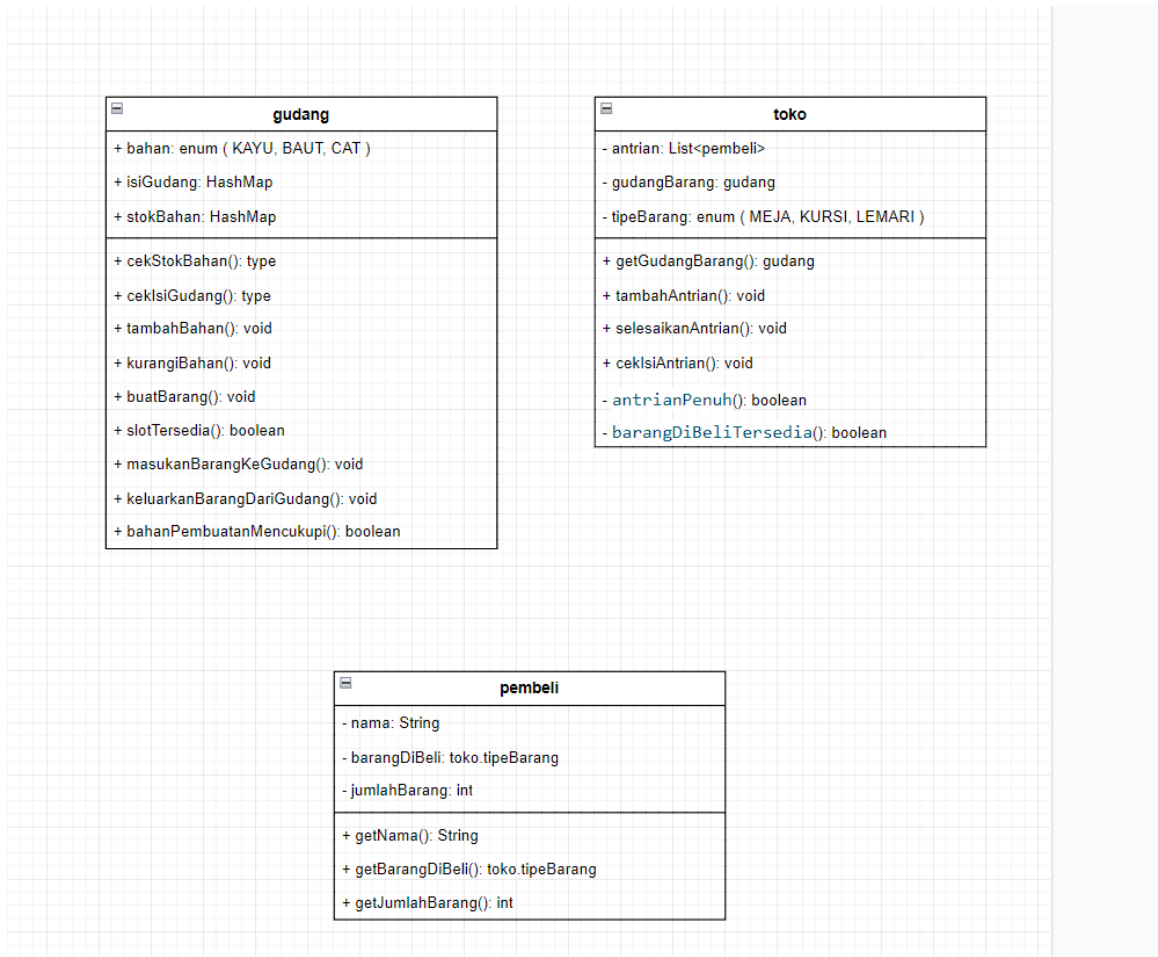 gudang
+ bahan: enum ( KAYU, BAUT, CAT )
+ isiGudang: HashMap
+ stokBahan: HashMap
+ cekStokBahan(): type
+ cekIsiGudang(): type
+ tambahBahan(): void
+ kurangiBahan(): void
+ buatBarang(): void
+ slotTersedia(): boolean
+ masukanBarangKeGudang(): void
+ keluarkanBarangDariGudang(): void
+ bahanPembuatanMencukupi(): boolean
toko
- antrian: List<pembeli>
- gudangBarang: gudang
- tipeBarang: enum ( MEJA, KURSI, LEMARI )
+ getGudangBarang(): gudang
+ tambahAntrian(): void
+ selesaikanAntrian(): void
+ cekIsiAntrian(): void
- antrianPenuh(): boolean
- barangDiBeliTersedia(): boolean
pembeli
- nama: String
- barangDiBeli: toko.tipeBarang
- jumlahBarang: int
+ getNama(): String
+ getBarangDiBeli(): toko.tipeBarang
+ getJumlahBarang(): int